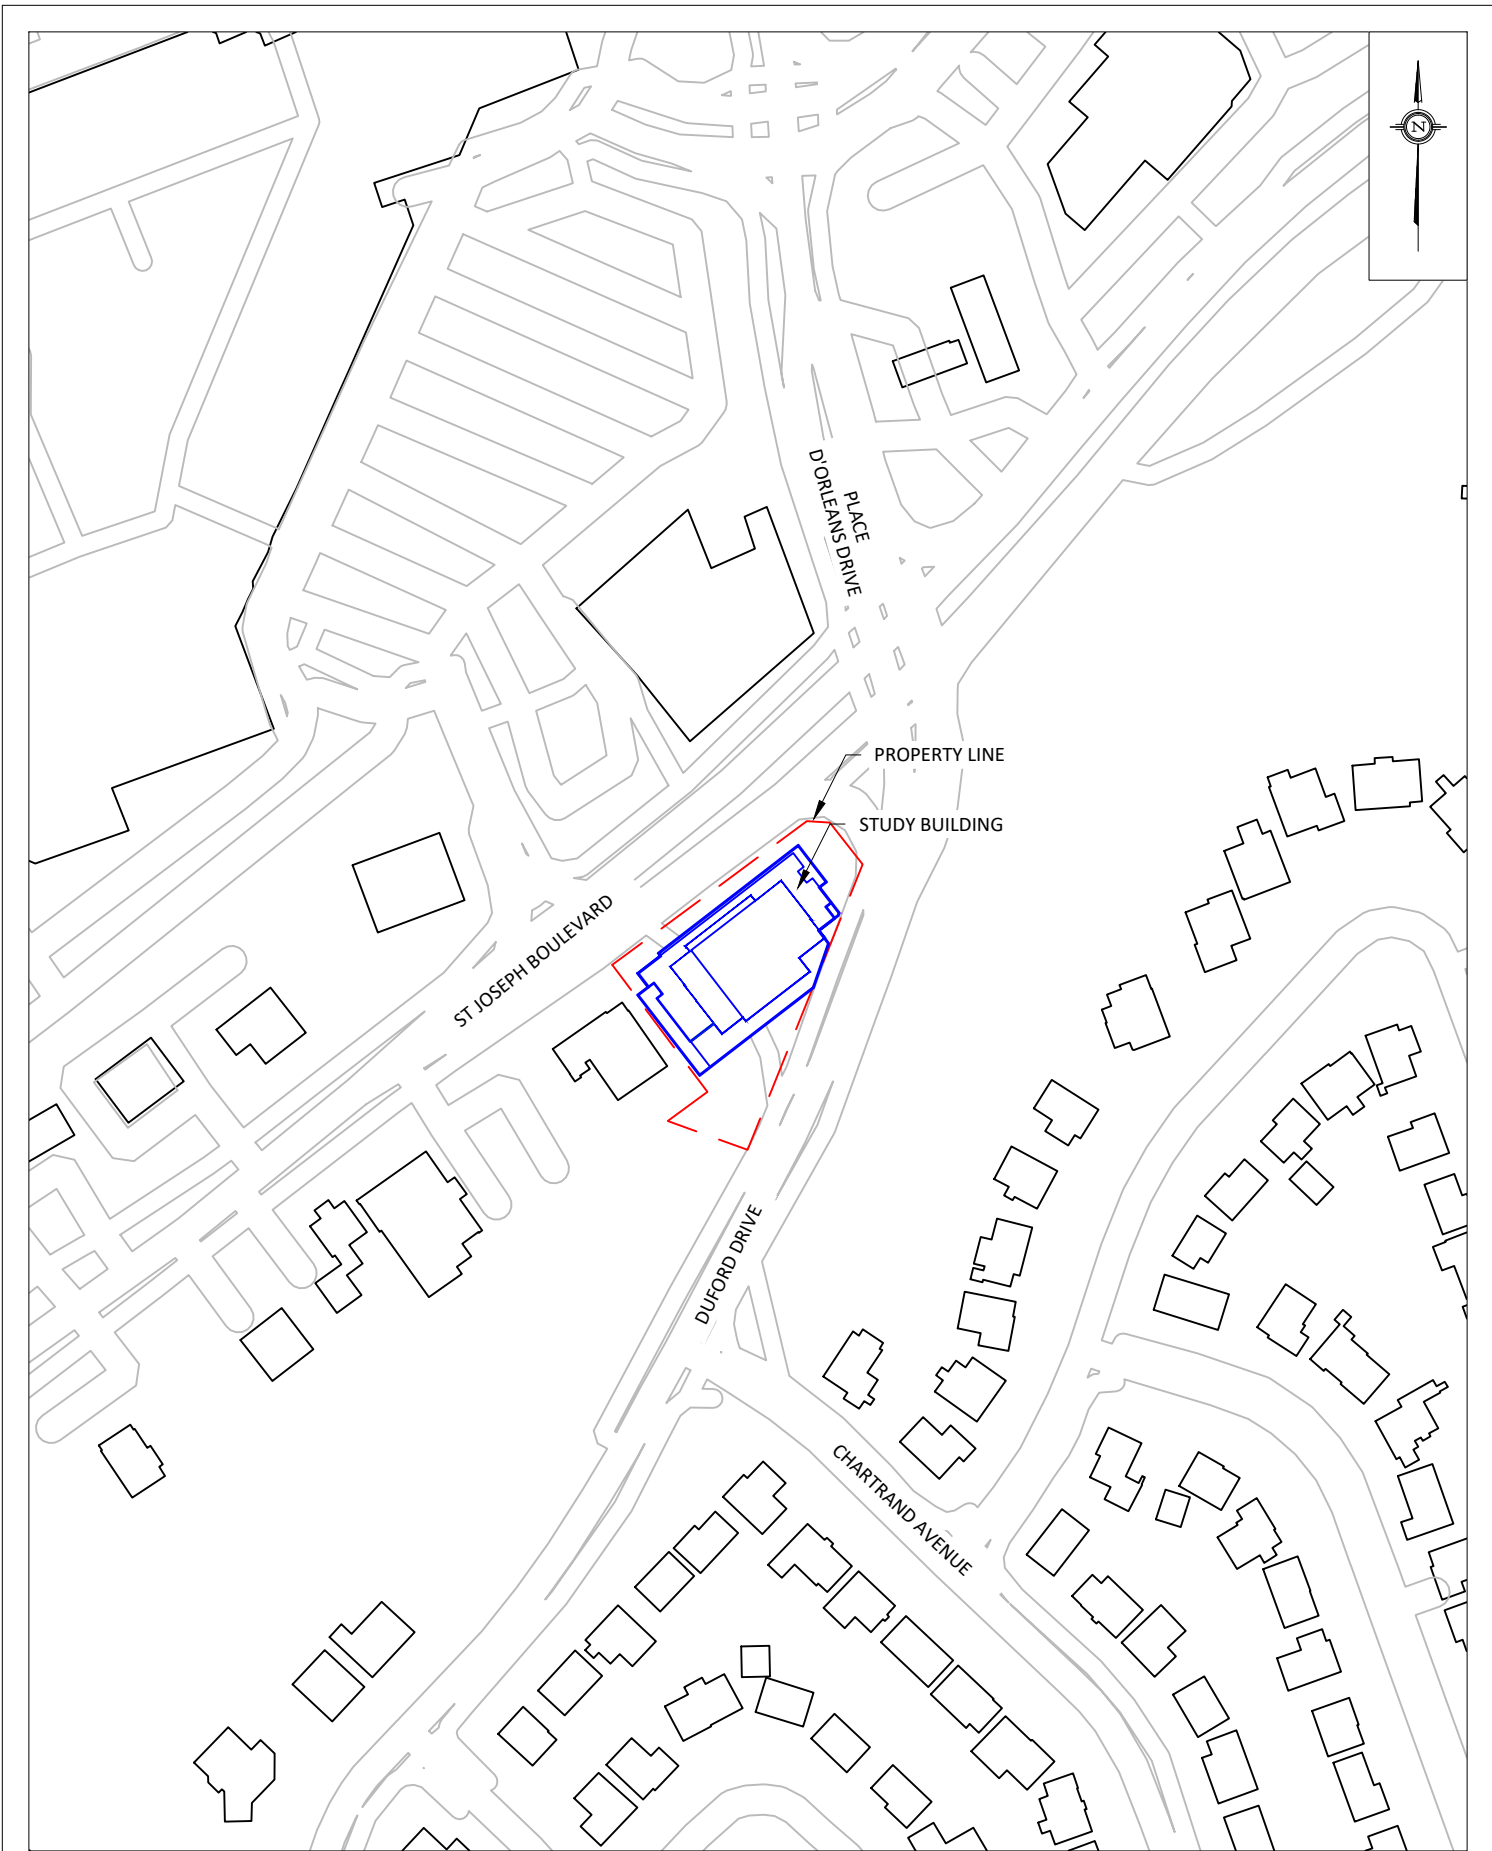 N
PLACE
D'ORLEANS DRIVE
PROPERTY LINE
STUDY BUILDING
ST JOSEPH BOULEVARD
DUFORD DRIVE
CHARTRAND AVENUE